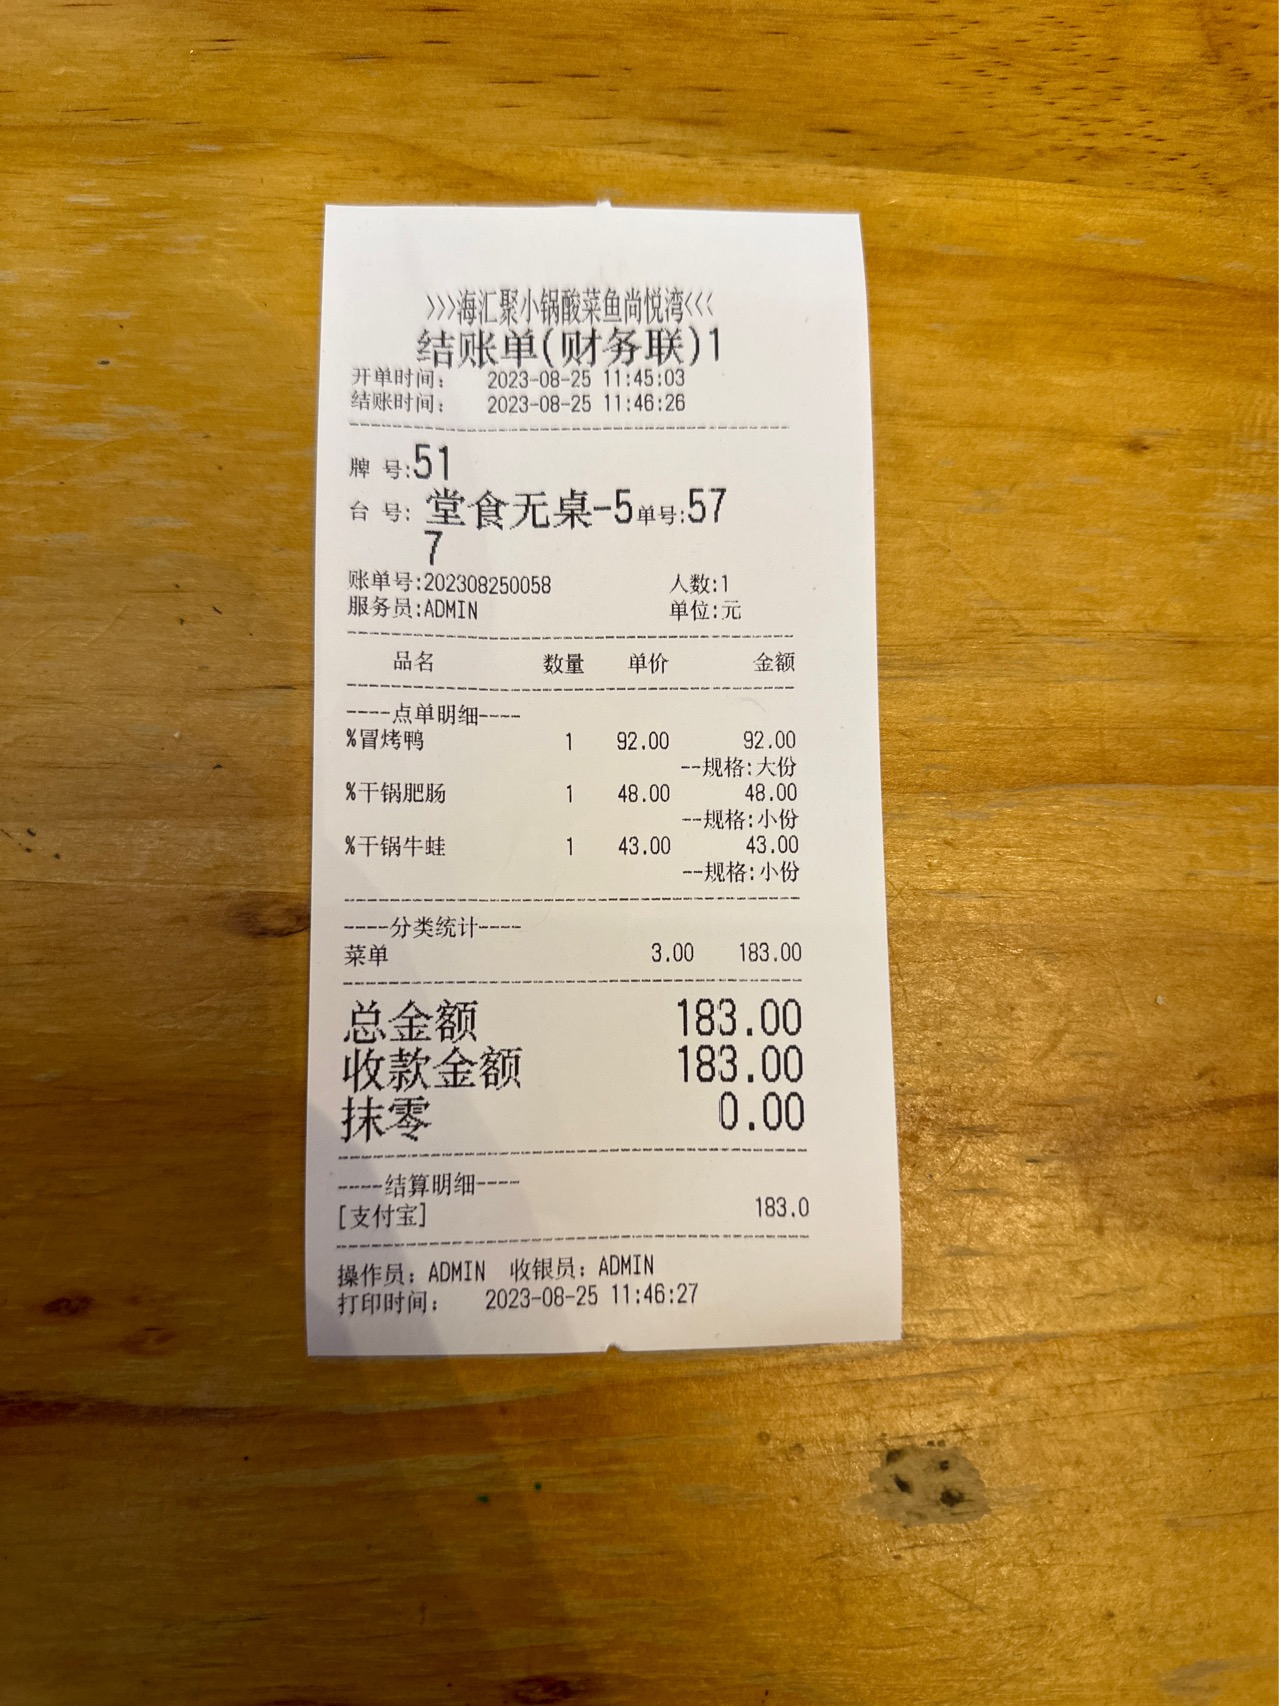 >>>海汇聚小锅酸菜鱼尚悦湾<<<
结账单(财务联)1
开单时间： 2023-08-25 11:45:03
结账时间： 2023-08-25 11:46:26
牌 号:51
台 号: 堂食无桌-5单号:57
7
账单号:202308250058 人数:1
服务员:ADMIN 单位:元
品名 数量 单价 金额
----点单明细----
%冒烤鸭 1 92.00 92.00
--规格:大份
%干锅肥肠 1 48.00 48.00
--规格:小份
%干锅牛蛙 1 43.00 43.00
--规格:小份
----分类统计----
菜单 3.00 183.00
总金额 183.00
收款金额 183.00
抹零 0.00
----结算明细----
[支付宝] 183.0
操作员：ADMIN 收银员：ADMIN
打印时间： 2023-08-25 11:46:27